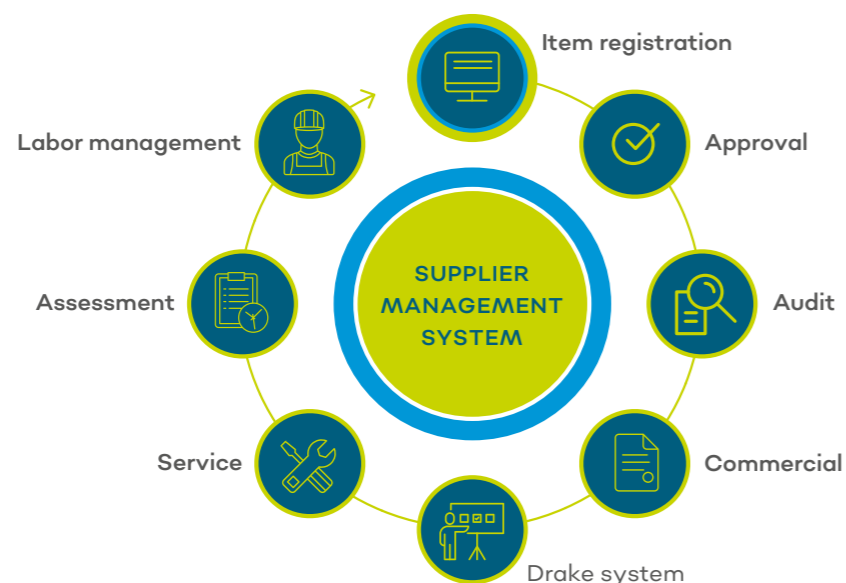 Item registration
Approval
Audit
Commercial
Drake system
Service
Assessment
Labor management
SUPPLIER
MANAGEMENT
SYSTEM